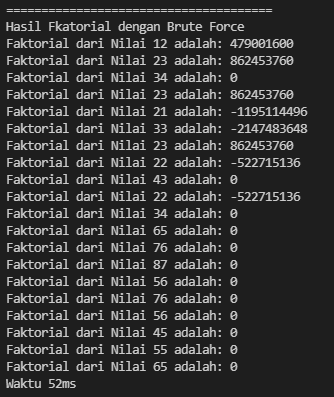 ======================================
Hasil Fkatorial dengan Brute Force
Faktorial dari Nilai 12 adalah: 479001600
Faktorial dari Nilai 23 adalah: 862453760
Faktorial dari Nilai 34 adalah: 0
Faktorial dari Nilai 23 adalah: 862453760
Faktorial dari Nilai 21 adalah: -1195114496
Faktorial dari Nilai 33 adalah: -2147483648
Faktorial dari Nilai 23 adalah: 862453760
Faktorial dari Nilai 22 adalah: -522715136
Faktorial dari Nilai 43 adalah: 0
Faktorial dari Nilai 22 adalah: -522715136
Faktorial dari Nilai 34 adalah: 0
Faktorial dari Nilai 65 adalah: 0
Faktorial dari Nilai 76 adalah: 0
Faktorial dari Nilai 87 adalah: 0
Faktorial dari Nilai 56 adalah: 0
Faktorial dari Nilai 76 adalah: 0
Faktorial dari Nilai 56 adalah: 0
Faktorial dari Nilai 45 adalah: 0
Faktorial dari Nilai 55 adalah: 0
Faktorial dari Nilai 65 adalah: 0
Waktu 52ms